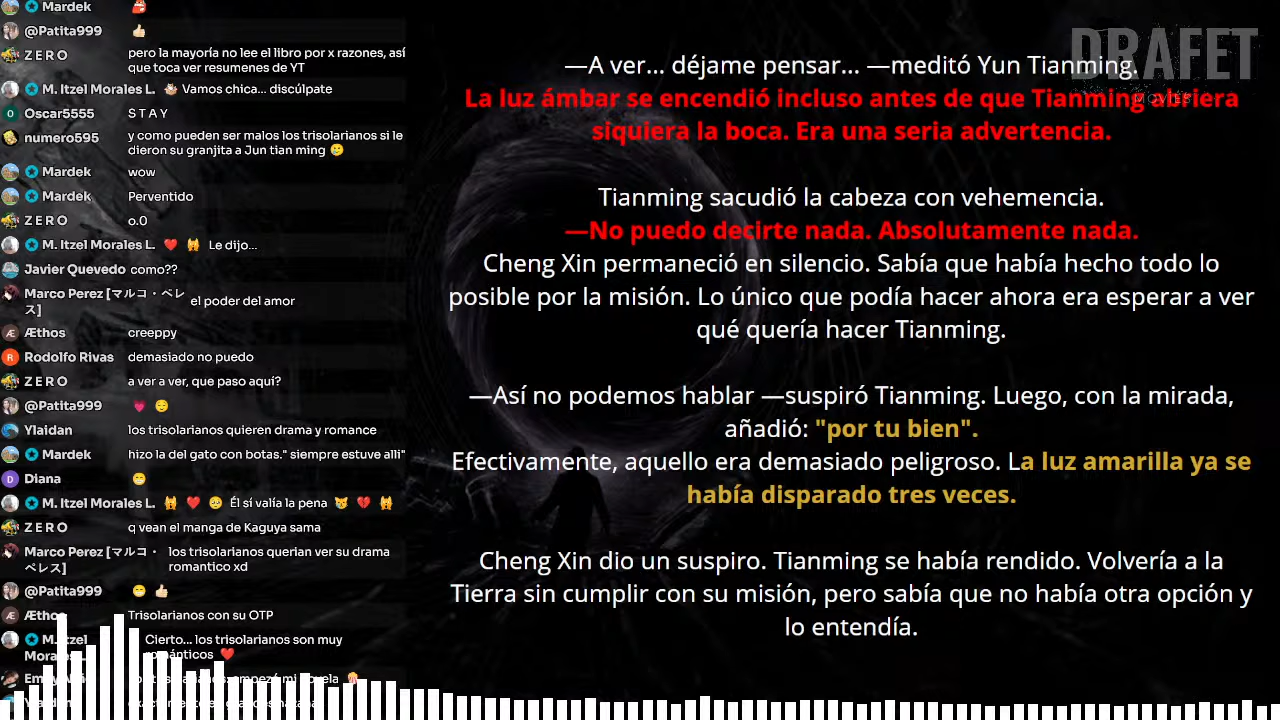 Mardek
@Patita999
Z E R O pero la mayoría no lee el libro por x razones, así
que toca ver resumenes de YT
M. Itzel Morales L. Vamos chica... discúlpate
Oscar5555 S T A Y
numero595 y como pueden ser malos los trisolarianos si le
dieron su granjita a Jun tian ming
Mardek wow
Mardek Perventido
Z E R O o.0
M. Itzel Morales L. Le dijo...
Javier Quevedo como??
Marco Perez [マルコ・ペレ
ス] el poder del amor
Æthos creeppy
Rodolfo Rivas demasiado no puedo
Z E R O a ver a ver, que paso aquí?
@Patita999
Ylaidan los trisolarianos quieren drama y romance
Mardek hizo la del gato con botas." siempre estuve alli"
Diana
M. Itzel Morales L. Él si valía la pena
Z E R O q vean el manga de Kaguya sama
Marco Perez [マルコ・ los trisolarianos querian ver su drama
ペレス] romantico xd
@Patita999
Æthos Trisolarianos con su OTP
M. Itzel Cierto... los trisolarianos son muy
Morales L. románticos
DRAFET
MOVIES
—A ver... déjame pensar... —meditó Yun Tianming.
La luz ámbar se encendió incluso antes de que Tianming abriera
siquiera la boca. Era una seria advertencia.
Tianming sacudió la cabeza con vehemencia.
—No puedo decirte nada. Absolutamente nada.
Cheng Xin permaneció en silencio. Sabía que había hecho todo lo
posible por la misión. Lo único que podía hacer ahora era esperar a ver
qué quería hacer Tianming.
—Así no podemos hablar —suspiró Tianming. Luego, con la mirada,
añadió: "por tu bien".
Efectivamente, aquello era demasiado peligroso. La luz amarilla ya se
había disparado tres veces.
Cheng Xin dio un suspiro. Tianming se había rendido. Volvería a la
Tierra sin cumplir con su misión, pero sabía que no había otra opción y
lo entendía.